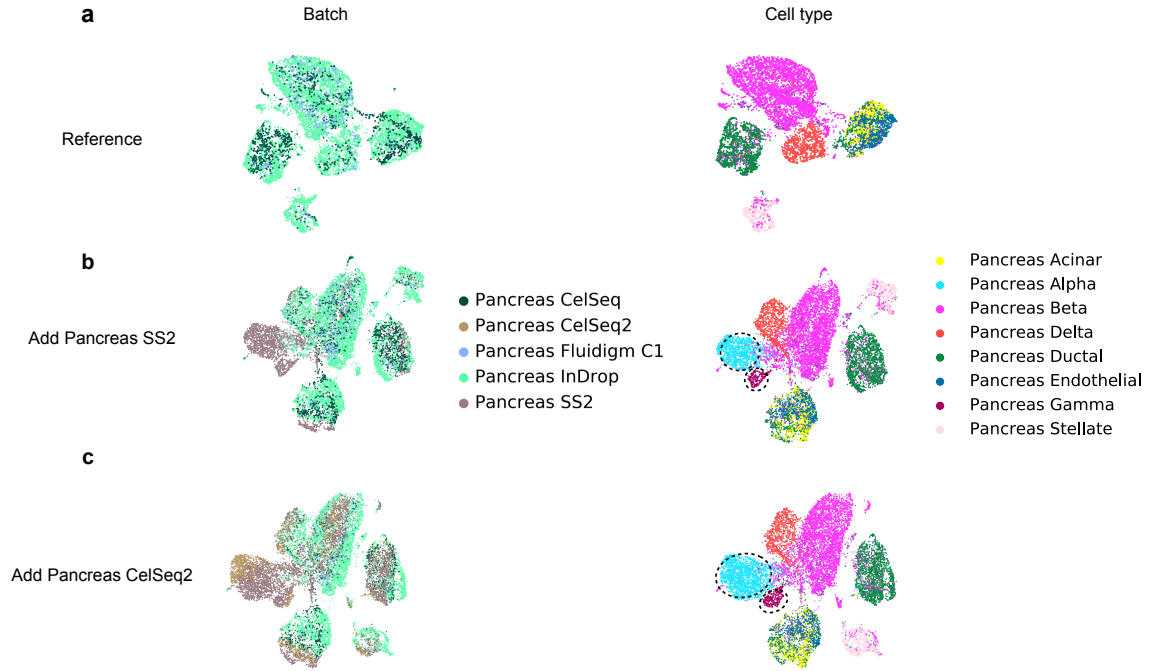 a
Batch
Cell type
Reference
b
Add Pancreas SS2
Pancreas CelSeq
Pancreas CelSeq2
Pancreas Fluidigm C1
Pancreas InDrop
Pancreas SS2
Pancreas Acinar
Pancreas Alpha
Pancreas Beta
Pancreas Delta
Pancreas Ductal
Pancreas Endothelial
Pancreas Gamma
Pancreas Stellate
c
Add Pancreas CelSeq2